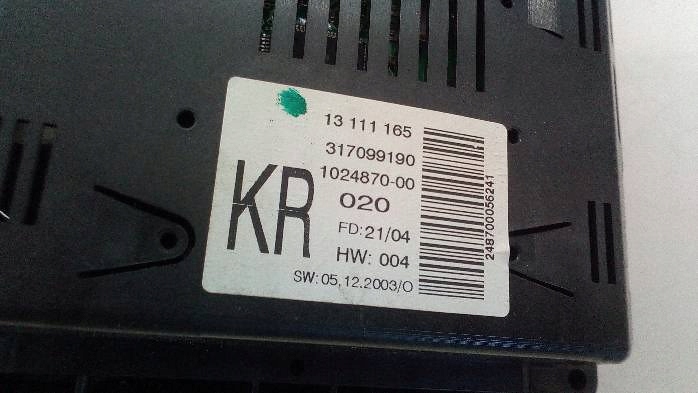 13 111 165
317099190
1024870-00
KR
020
FD: 21/04
HW: 004
SW: 05,12.2003/O
248700056241